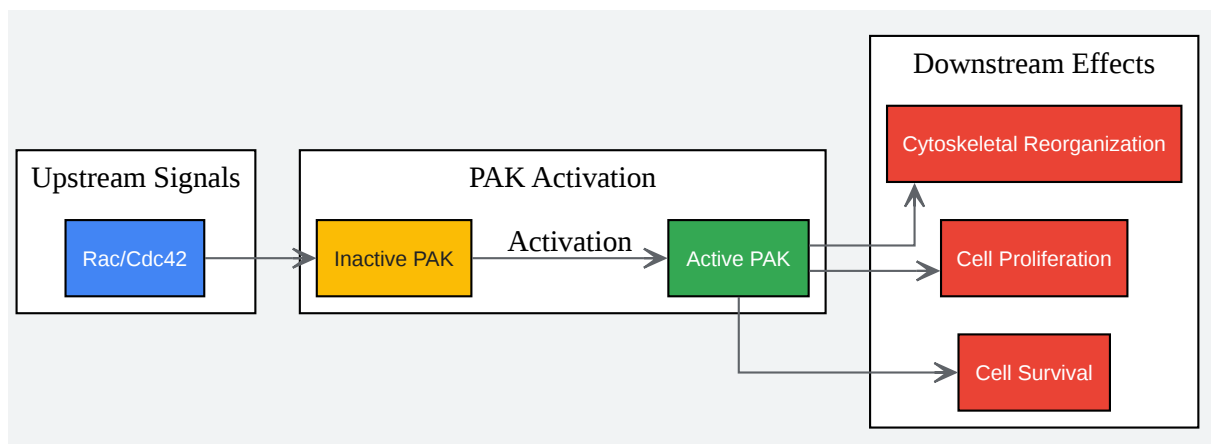 Upstream Signals
Rac/Cdc42
PAK Activation
Inactive PAK
Activation
Active PAK
Downstream Effects
Cytoskeletal Reorganization
Cell Proliferation
Cell Survival